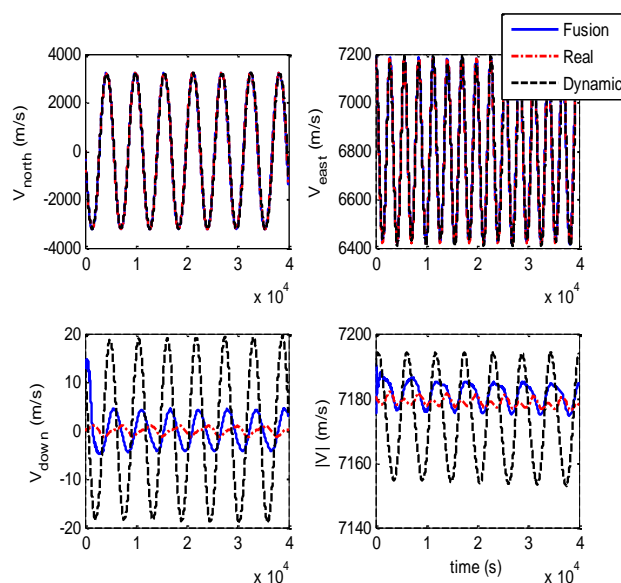 Fusion
Real
Dynamic
4000
2000
0
-2000
-4000
V_north (m/s)
0 1 2 3 4
x 10^4
7200
7000
6800
6600
6400
V_east (m/s)
0 1 2 3 4
x 10^4
20
10
0
-10
-20
V_down (m/s)
0 1 2 3 4
x 10^4
7200
7180
7160
7140
|V| (m/s)
0 1 2 3 4
time (s)
x 10^4